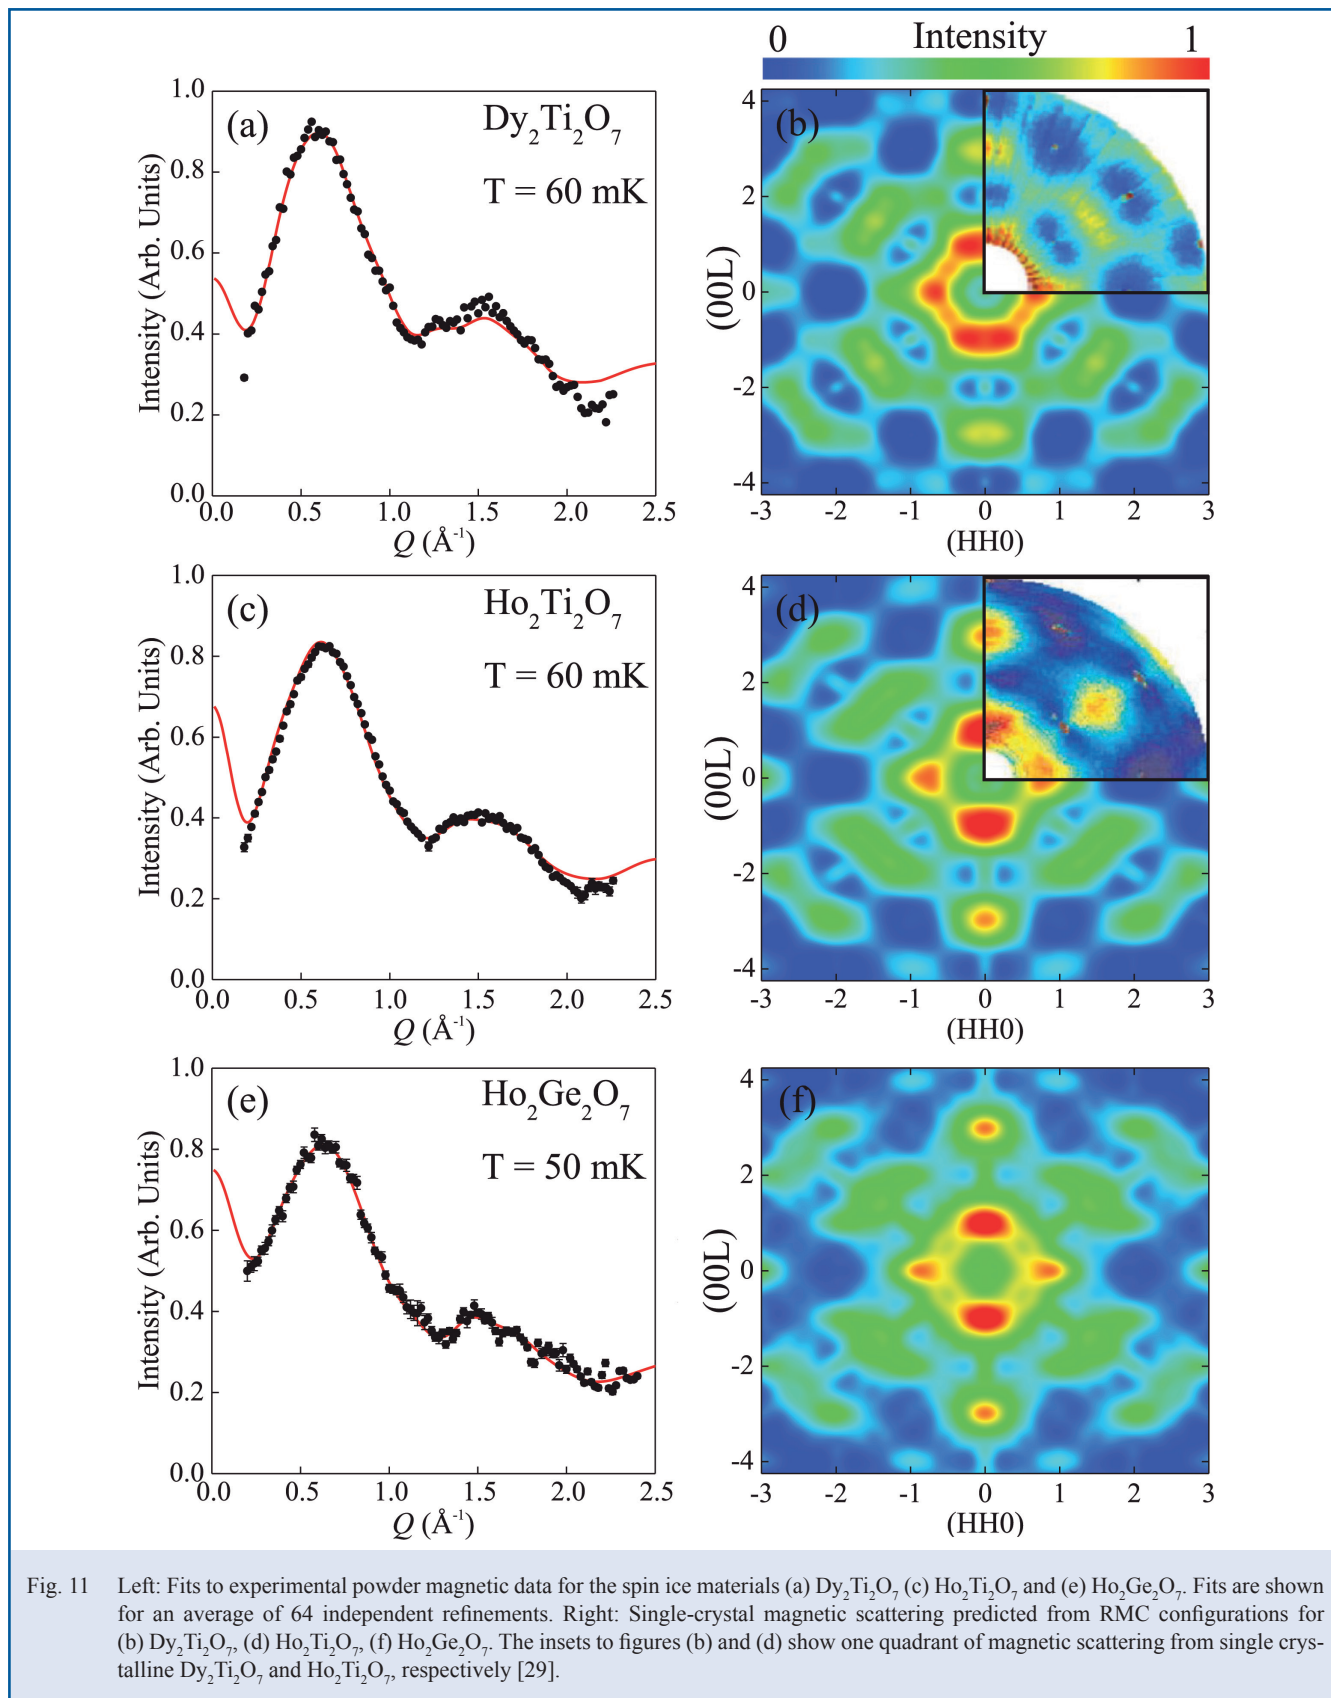 0 Intensity 1
(a) Dy2Ti2O7
T = 60 mK
Intensity (Arb. Units)
1.0
0.8
0.6
0.4
0.2
0.0
0.0 0.5 1.0 1.5 2.0 2.5
Q (Å-1)
(b)
(00L)
4
2
0
-2
-4
-3 -2 -1 0 1 2 3
(HH0)
(c) Ho2Ti2O7
T = 60 mK
Intensity (Arb. Units)
1.0
0.8
0.6
0.4
0.2
0.0
0.0 0.5 1.0 1.5 2.0 2.5
Q (Å-1)
(d)
(00L)
4
2
0
-2
-4
-3 -2 -1 0 1 2 3
(HH0)
(e) Ho2Ge2O7
T = 50 mK
Intensity (Arb. Units)
1.0
0.8
0.6
0.4
0.2
0.0
0.0 0.5 1.0 1.5 2.0 2.5
Q (Å-1)
(f)
(00L)
4
2
0
-2
-4
-3 -2 -1 0 1 2 3
(HH0)
Fig. 11 Left: Fits to experimental powder magnetic data for the spin ice materials (a) Dy2Ti2O7 (c) Ho2Ti2O7 and (e) Ho2Ge2O7. Fits are shown
for an average of 64 independent refinements. Right: Single-crystal magnetic scattering predicted from RMC configurations for
(b) Dy2Ti2O7, (d) Ho2Ti2O7, (f) Ho2Ge2O7. The insets to figures (b) and (d) show one quadrant of magnetic scattering from single crys-
talline Dy2Ti2O7 and Ho2Ti2O7, respectively [29].